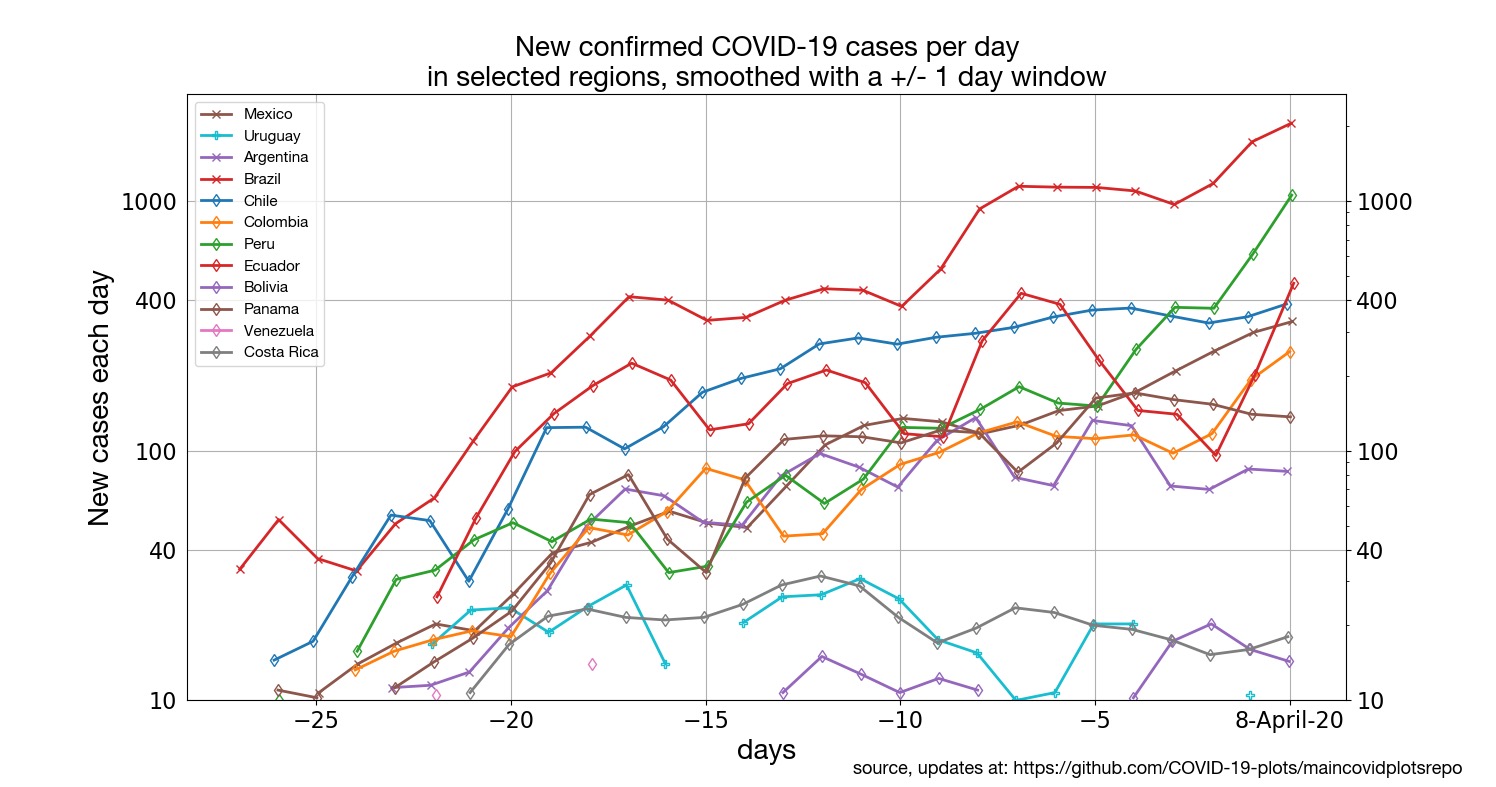 New confirmed COVID-19 cases per day
in selected regions, smoothed with a +/- 1 day window
Mexico
Uruguay
Argentina
Brazil
Chile
Colombia
Peru
Ecuador
Bolivia
Panama
Venezuela
Costa Rica
New cases each day
1000
400
100
40
10
1000
400
100
40
10
−25 −20 −15 −10 −5 8-April-20
days
source, updates at: https://github.com/COVID-19-plots/maincovidplotsrepo